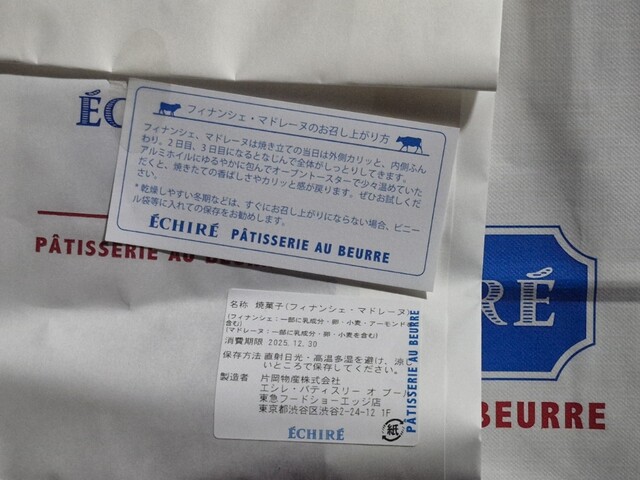 ÉC
フィナンシェ・マドレーヌのお召し上がり方
フィナンシェ、マドレーヌは焼き立ての当日は外側カリッと、内側ふん
わり。2日目、3日目になるとなじんで全体がしっとりしてきます。
アルミホイルにゆるやかに包んでオーブントースターで少々温めていた
だくと、焼きたての香ばしさやカリッと感が戻ります。ぜひお試しくだ
さい。
*乾燥しやすい冬期などは、すぐにお召し上がりにならない場合、ビニー
ル袋等に入れての保存をお勧めします。
ÉCHIRÉ PÂTISSERIE AU BEURRE
PÂTISSERIE AU
RÉ
BEURRE
名称 焼菓子(フィナンシェ・マドレーヌ)
(フィナンシェ:一部に乳成分・卵・小麦・アーモンドを
含む)
(マドレーヌ:一部に乳成分・卵・小麦を含む)
消費期限 2025.12.30
保存方法 直射日光・高温多湿を避け、涼し
いところで保存してください。
製造者 片岡物産株式会社
エシレ・パティスリー オ ブール
東急フードショーエッジ店
東京都渋谷区渋谷2-24-12 1F
紙
ÉCHIRÉ
PÂTISSERIE AU BEURRE